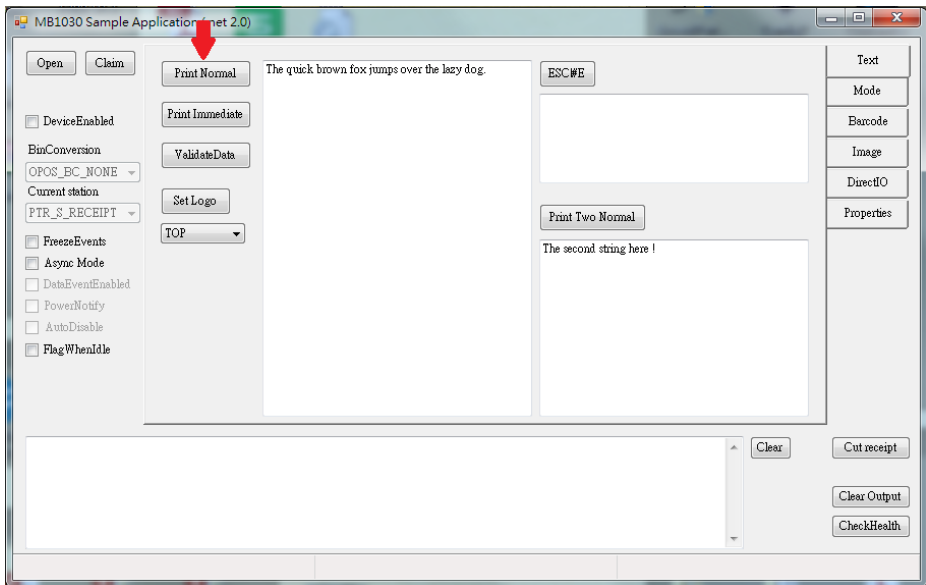 MB1030 Sample Application (net 2.0)
Open
Claim
DeviceEnabled
BinConversion
OPOS_BC_NONE
Current station
PTR_S_RECEIPT
FreezeEvents
Async Mode
DataEventEnabled
PowerNotify
AutoDisable
FlagWhenIdle
Print Normal
Print Immediate
ValidateData
Set Logo
TOP
The quick brown fox jumps over the lazy dog.
ESC#E
Print Two Normal
The second string here !
Text
Mode
Barcode
Image
DirectIO
Properties
Clear
Cut receipt
Clear Output
CheckHealth